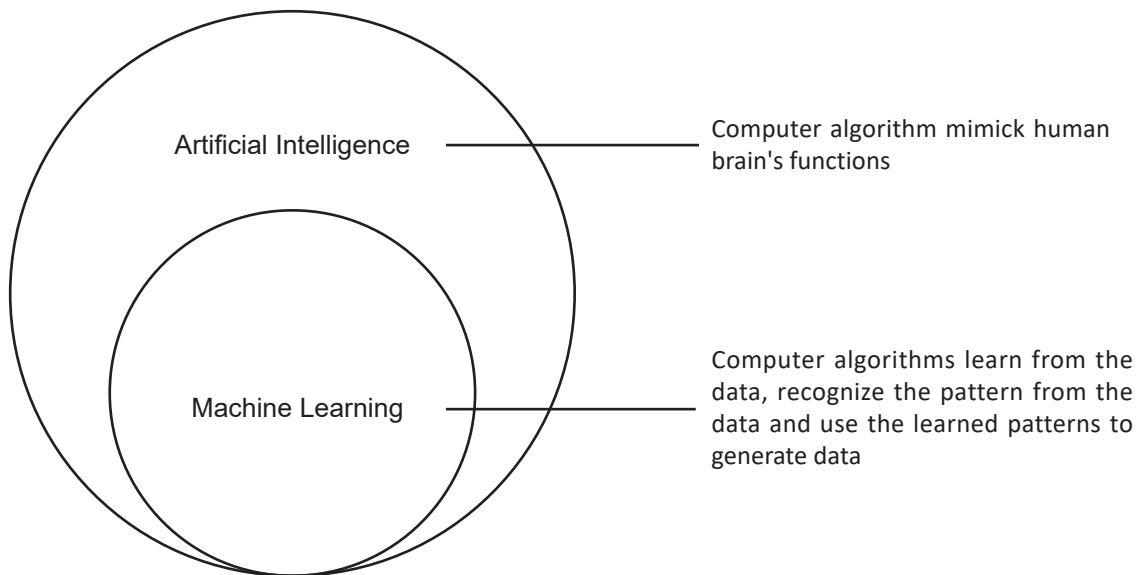 Artificial Intelligence
Computer algorithm mimick human
brain's functions
Machine Learning
Computer algorithms learn from the
data, recognize the pattern from the
data and use the learned patterns to
generate data